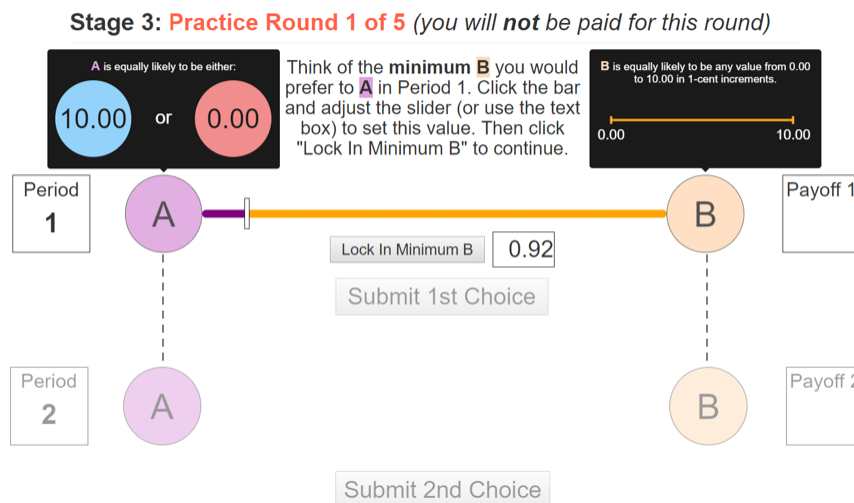 Stage 3: Practice Round 1 of 5 (you will not be paid for this round)
A is equally likely to be either:
10.00 or 0.00
Think of the minimum B you would
prefer to A in Period 1. Click the bar
and adjust the slider (or use the text
box) to set this value. Then click
"Lock In Minimum B" to continue.
B is equally likely to be any value from 0.00
to 10.00 in 1-cent increments.
0.00 10.00
Period
1
A
B
Payoff 1
Lock In Minimum B 0.92
Submit 1st Choice
Period
2
A
B
Payoff
Submit 2nd Choice